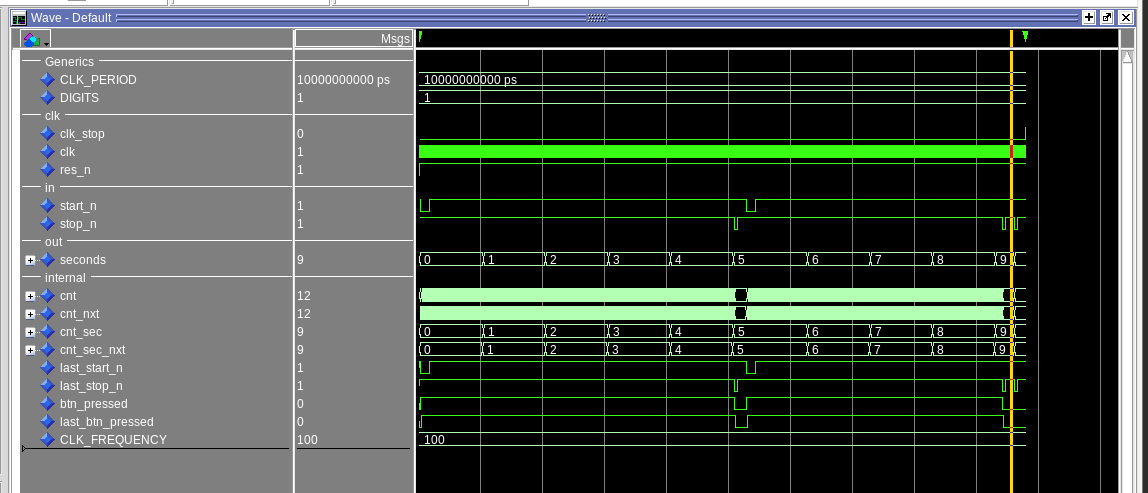 Wave - Default
Msgs
Generics
CLK_PERIOD 10000000000 ps 10000000000 ps
DIGITS 1 1
clk
clk_stop 0
clk 1
res_n 1
in
start_n 1
stop_n 1
out
seconds 9 0 1 2 3 4 5 6 7 8 9
internal
cnt 12
cnt_nxt 12
cnt_sec 9 0 1 2 3 4 5 6 7 8 9
cnt_sec_nxt 9 0 1 2 3 4 5 6 7 8 9
last_start_n 1
last_stop_n 1
btn_pressed 0
last_btn_pressed 0
CLK_FREQUENCY 100 100